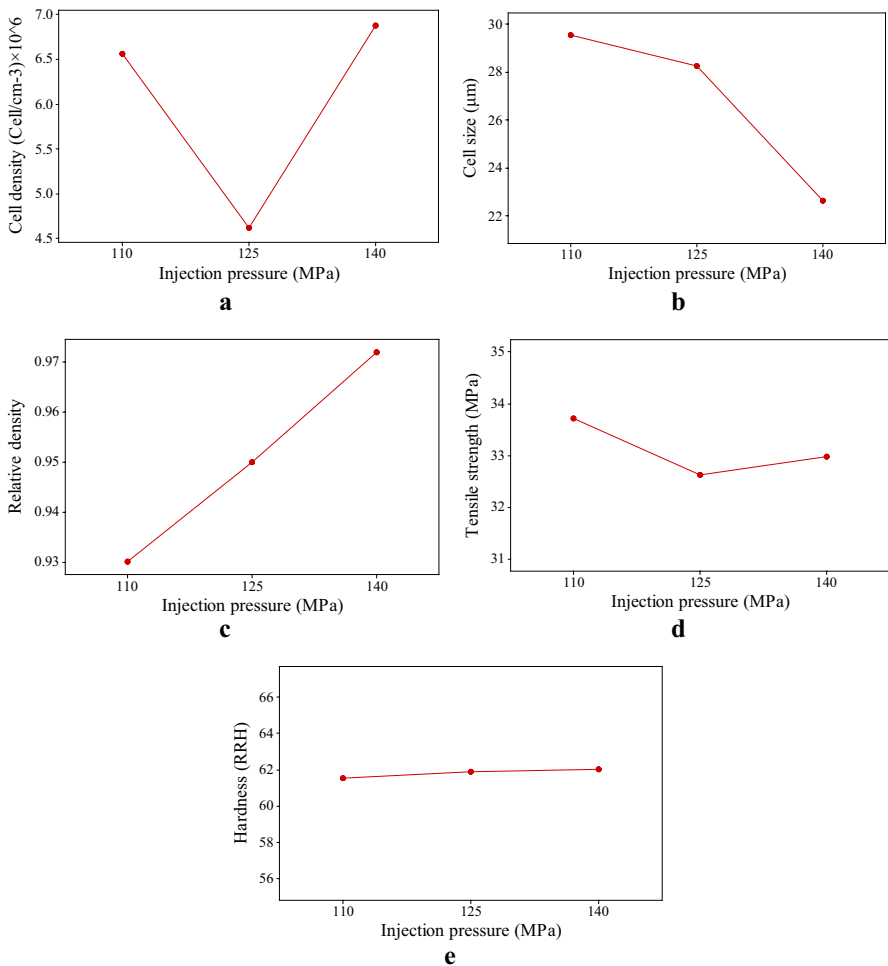 Cell density (Cell/cm-3)×10^6
7.0
6.5
6.0
5.5
5.0
4.5
110 125 140
Injection pressure (MPa)
a
Cell size (µm)
30
28
26
24
22
110 125 140
Injection pressure (MPa)
b
Relative density
0.97
0.96
0.95
0.94
0.93
110 125 140
Injection pressure (MPa)
c
Tensile strength (MPa)
35
34
33
32
31
110 125 140
Injection pressure (MPa)
d
Hardness (RRH)
66
64
62
60
58
56
110 125 140
Injection pressure (MPa)
e